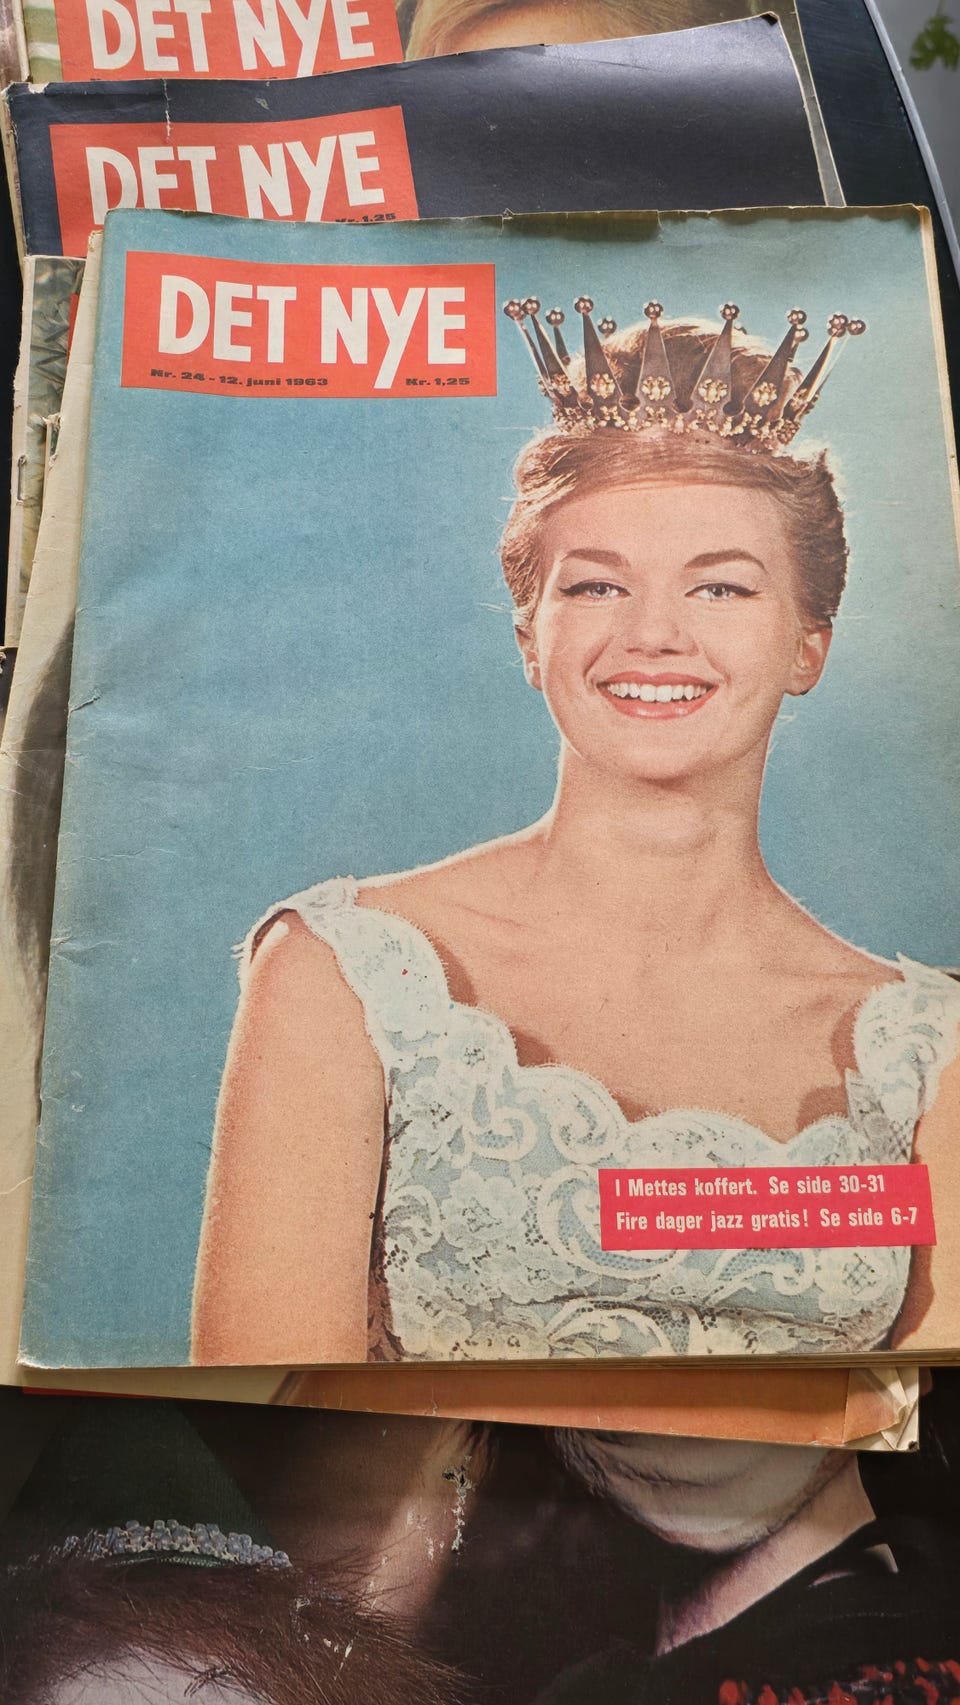 DET NYE
DET NYE
Kr. 1,25
DET NYE
Nr. 24 - 12. juni 1963 Kr. 1,25
I Mettes koffert. Se side 30-31
Fire dager jazz gratis! Se side 6-7